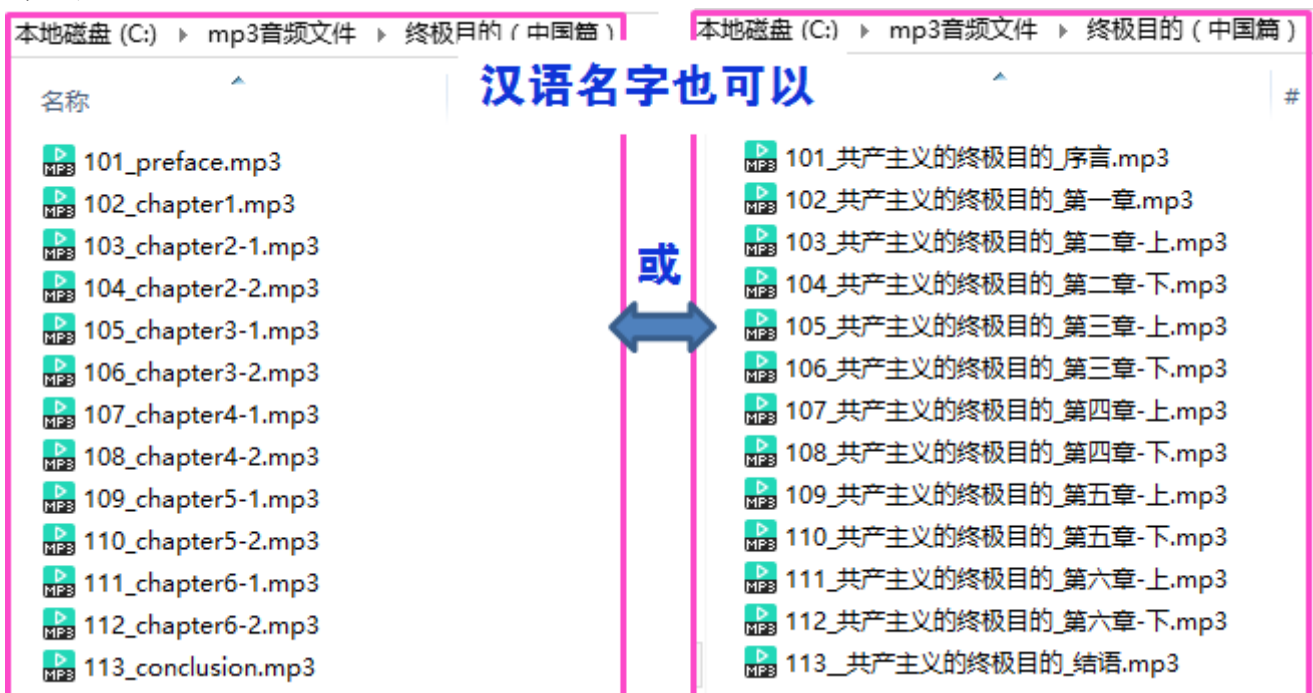 本地磁盘 (C:) ▸ mp3音频文件 ▸ 终极目的（中国篇）
名称
101_preface.mp3
102_chapter1.mp3
103_chapter2-1.mp3
104_chapter2-2.mp3
105_chapter3-1.mp3
106_chapter3-2.mp3
107_chapter4-1.mp3
108_chapter4-2.mp3
109_chapter5-1.mp3
110_chapter5-2.mp3
111_chapter6-1.mp3
112_chapter6-2.mp3
113_conclusion.mp3
汉语名字也可以
或
本地磁盘 (C:) ▸ mp3音频文件 ▸ 终极目的（中国篇）
#
101_共产主义的终极目的_序言.mp3
102_共产主义的终极目的_第一章.mp3
103_共产主义的终极目的_第二章-上.mp3
104_共产主义的终极目的_第二章-下.mp3
105_共产主义的终极目的_第三章-上.mp3
106_共产主义的终极目的_第三章-下.mp3
107_共产主义的终极目的_第四章-上.mp3
108_共产主义的终极目的_第四章-下.mp3
109_共产主义的终极目的_第五章-上.mp3
110_共产主义的终极目的_第五章-下.mp3
111_共产主义的终极目的_第六章-上.mp3
112_共产主义的终极目的_第六章-下.mp3
113__共产主义的终极目的_结语.mp3